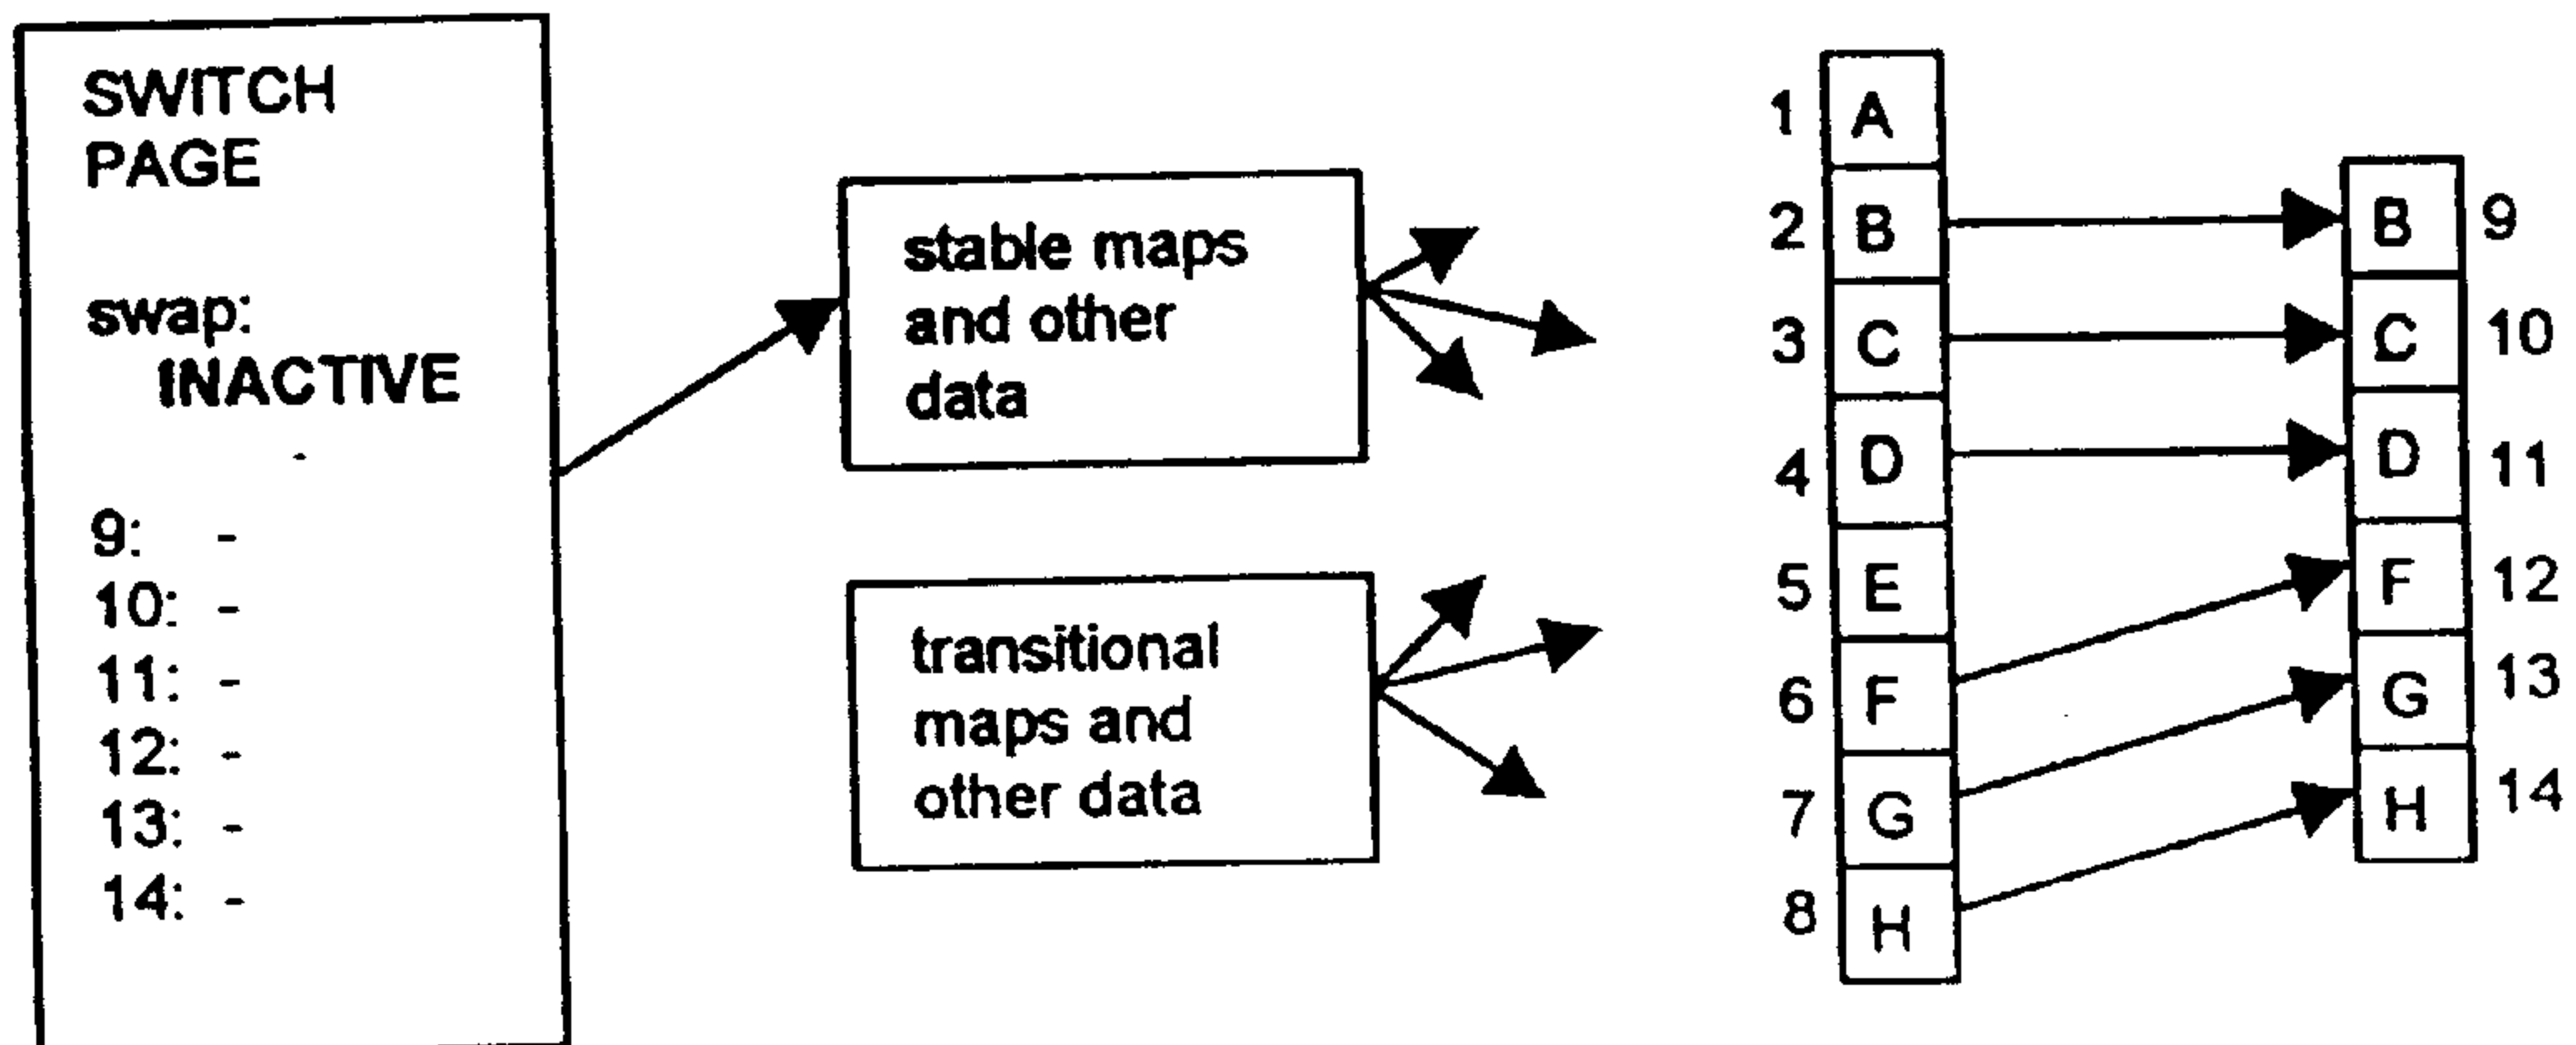 SWITCH
PAGE
swap:
INACTIVE
9: -
10: -
11: -
12: -
13: -
14: -
stable maps
and other
data
transitional
maps and
other data
1 A
2 B
3 C
4 D
5 E
6 F
7 G
8 H
B 9
C 10
D 11
F 12
G 13
H 14